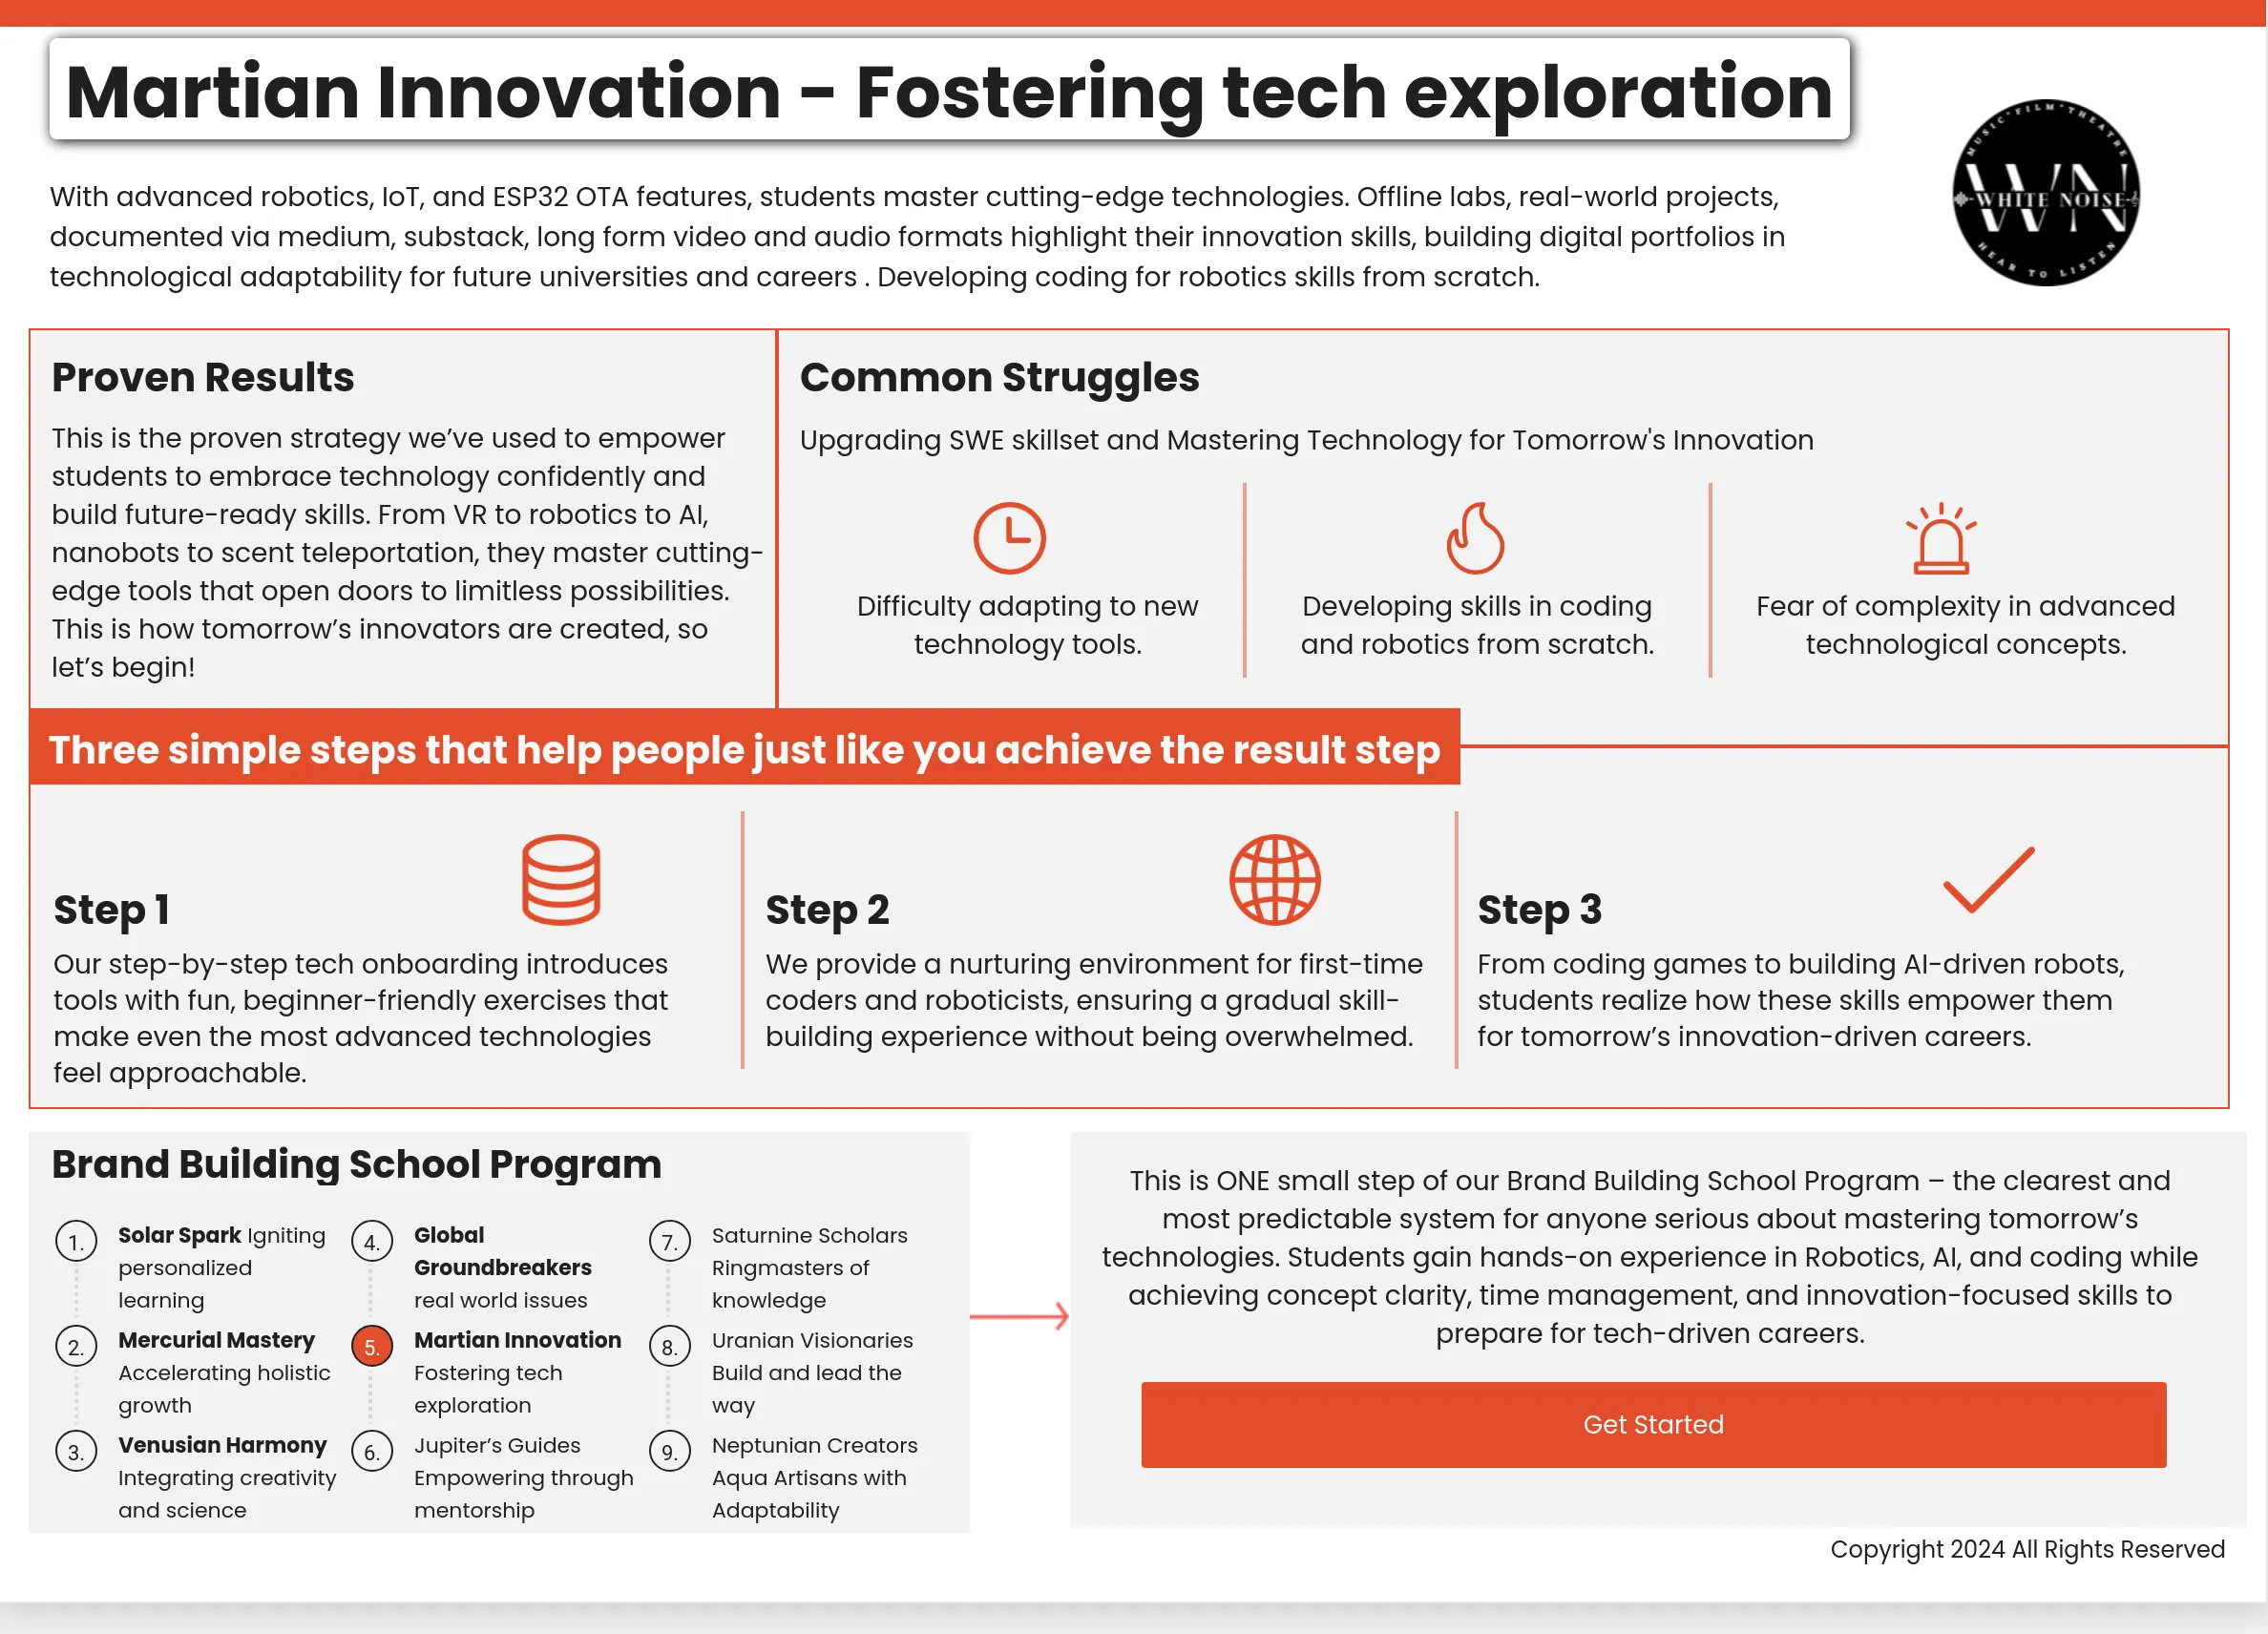 Martian Innovation - Fostering tech exploration
MUSIC * FILM * THEATRE
WN
WHITE NOISE
HEAR TO LISTEN
With advanced robotics, IoT, and ESP32 OTA features, students master cutting-edge technologies. Offline labs, real-world projects,
documented via medium, substack, long form video and audio formats highlight their innovation skills, building digital portfolios in
technological adaptability for future universities and careers . Developing coding for robotics skills from scratch.
Proven Results
This is the proven strategy we’ve used to empower
students to embrace technology confidently and
build future-ready skills. From VR to robotics to AI,
nanobots to scent teleportation, they master cutting-
edge tools that open doors to limitless possibilities.
This is how tomorrow’s innovators are created, so
let’s begin!
Common Struggles
Upgrading SWE skillset and Mastering Technology for Tomorrow's Innovation
Difficulty adapting to new
technology tools.
Developing skills in coding
and robotics from scratch.
Fear of complexity in advanced
technological concepts.
Three simple steps that help people just like you achieve the result step
Step 1
Our step-by-step tech onboarding introduces
tools with fun, beginner-friendly exercises that
make even the most advanced technologies
feel approachable.
Step 2
We provide a nurturing environment for first-time
coders and roboticists, ensuring a gradual skill-
building experience without being overwhelmed.
Step 3
From coding games to building AI-driven robots,
students realize how these skills empower them
for tomorrow’s innovation-driven careers.
Brand Building School Program
1. Solar Spark Igniting
personalized
learning
2. Mercurial Mastery
Accelerating holistic
growth
3. Venusian Harmony
Integrating creativity
and science
4. Global
Groundbreakers
real world issues
5. Martian Innovation
Fostering tech
exploration
6. Jupiter’s Guides
Empowering through
mentorship
7. Saturnine Scholars
Ringmasters of
knowledge
8. Uranian Visionaries
Build and lead the
way
9. Neptunian Creators
Aqua Artisans with
Adaptability
This is ONE small step of our Brand Building School Program – the clearest and
most predictable system for anyone serious about mastering tomorrow’s
technologies. Students gain hands-on experience in Robotics, AI, and coding while
achieving concept clarity, time management, and innovation-focused skills to
prepare for tech-driven careers.
Get Started
Copyright 2024 All Rights Reserved